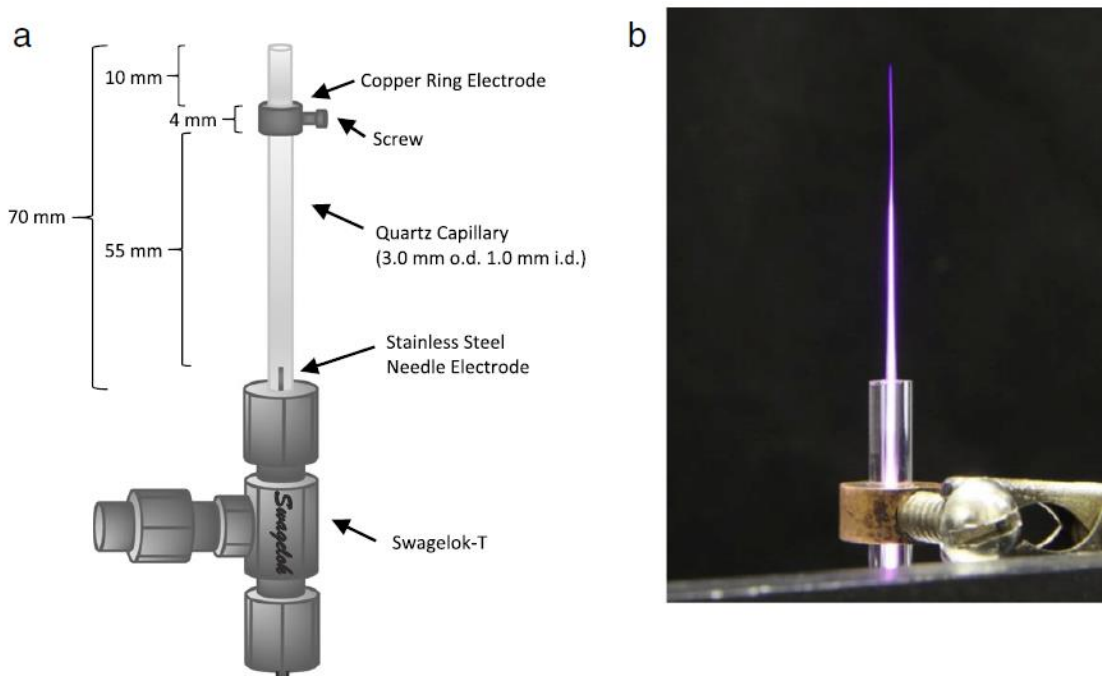 a
b
10 mm
Copper Ring Electrode
4 mm
Screw
70 mm
Quartz Capillary
(3.0 mm o.d. 1.0 mm i.d.)
55 mm
Stainless Steel
Needle Electrode
Swagelok
Swagelok-T